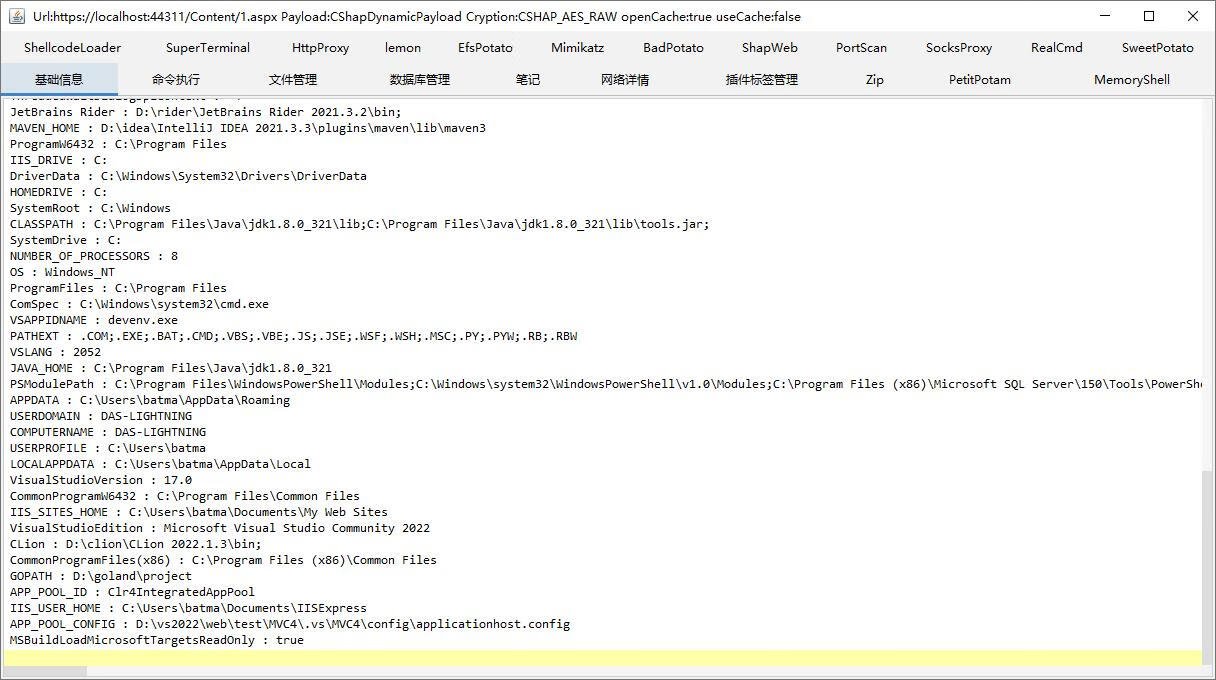 Url:https://localhost:44311/Content/1.aspx Payload:CShapDynamicPayload Cryption:CSHAP_AES_RAW openCache:true useCache:false
ShellcodeLoader SuperTerminal HttpProxy lemon EfsPotato Mimikatz BadPotato ShapWeb PortScan SocksProxy RealCmd SweetPotato
基础信息 命令执行 文件管理 数据库管理 笔记 网络详情 插件标签管理 Zip PetitPotam MemoryShell
JetBrains Rider : D:\rider\JetBrains Rider 2021.3.2\bin;
MAVEN_HOME : D:\idea\IntelliJ IDEA 2021.3.3\plugins\maven\lib\maven3
ProgramW6432 : C:\Program Files
IIS_DRIVE : C:
DriverData : C:\Windows\System32\Drivers\DriverData
HOMEDRIVE : C:
SystemRoot : C:\Windows
CLASSPATH : C:\Program Files\Java\jdk1.8.0_321\lib;C:\Program Files\Java\jdk1.8.0_321\lib\tools.jar;
SystemDrive : C:
NUMBER_OF_PROCESSORS : 8
OS : Windows_NT
ProgramFiles : C:\Program Files
ComSpec : C:\Windows\system32\cmd.exe
VSAPPIDNAME : devenv.exe
PATHEXT : .COM;.EXE;.BAT;.CMD;.VBS;.VBE;.JS;.JSE;.WSF;.WSH;.MSC;.PY;.PYW;.RB;.RBW
VSLANG : 2052
JAVA_HOME : C:\Program Files\Java\jdk1.8.0_321
PSModulePath : C:\Program Files\WindowsPowerShell\Modules;C:\Windows\system32\WindowsPowerShell\v1.0\Modules;C:\Program Files (x86)\Microsoft SQL Server\150\Tools\PowerShe
APPDATA : C:\Users\batma\AppData\Roaming
USERDOMAIN : DAS-LIGHTNING
COMPUTERNAME : DAS-LIGHTNING
USERPROFILE : C:\Users\batma
LOCALAPPDATA : C:\Users\batma\AppData\Local
VisualStudioVersion : 17.0
CommonProgramW6432 : C:\Program Files\Common Files
IIS_SITES_HOME : C:\Users\batma\Documents\My Web Sites
VisualStudioEdition : Microsoft Visual Studio Community 2022
CLion : D:\clion\CLion 2022.1.3\bin;
CommonProgramFiles(x86) : C:\Program Files (x86)\Common Files
GOPATH : D:\goland\project
APP_POOL_ID : Clr4IntegratedAppPool
IIS_USER_HOME : C:\Users\batma\Documents\IISExpress
APP_POOL_CONFIG : D:\vs2022\web\test\MVC4\.vs\MVC4\config\applicationhost.config
MSBuildLoadMicrosoftTargetsReadOnly : true